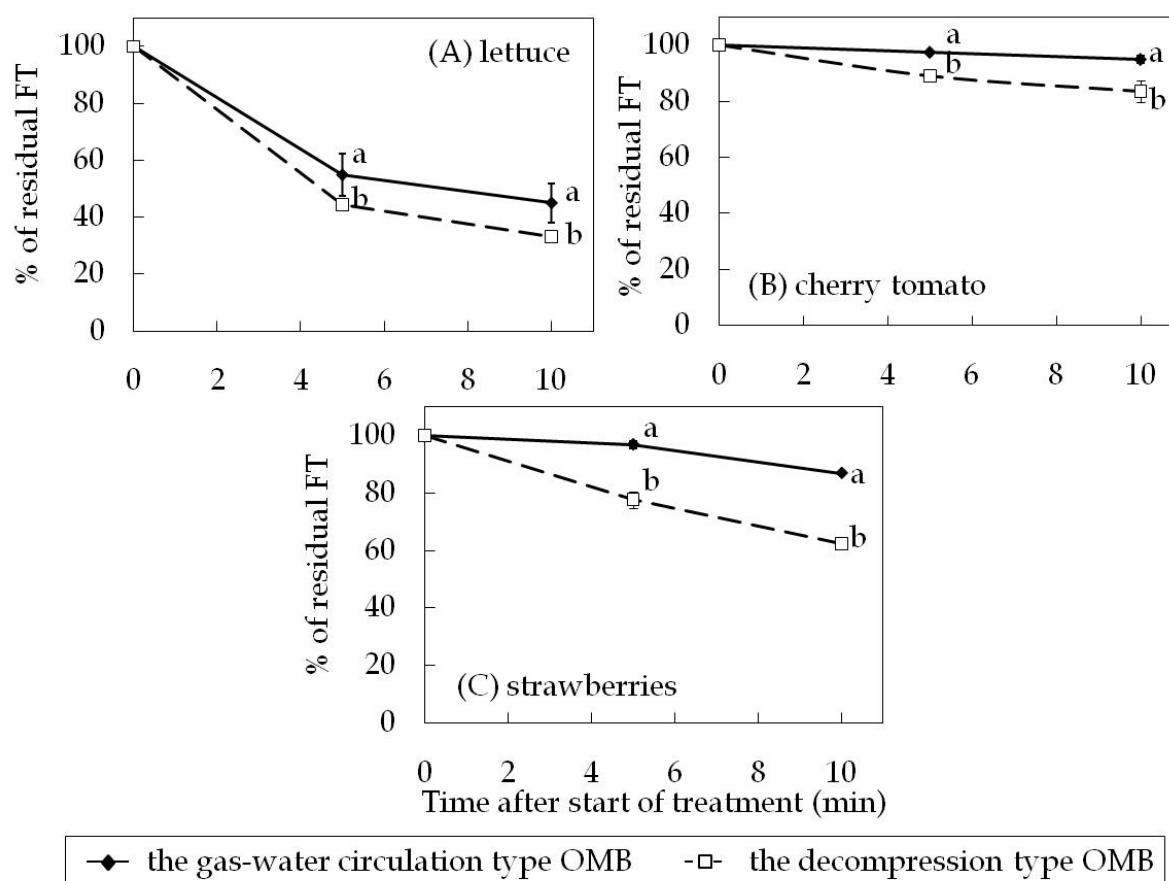 % of residual FT
100
80
60
40
20
0
(A) lettuce
a
b
a
b
0 2 4 6 8 10
% of residual FT
100
80
60
40
20
0
a
b
a
b
(B) cherry tomato
0 2 4 6 8 10
% of residual FT
100
80
60
40
20
0
a
b
a
b
(C) strawberries
0 2 4 6 8 10
Time after start of treatment (min)
the gas-water circulation type OMB the decompression type OMB